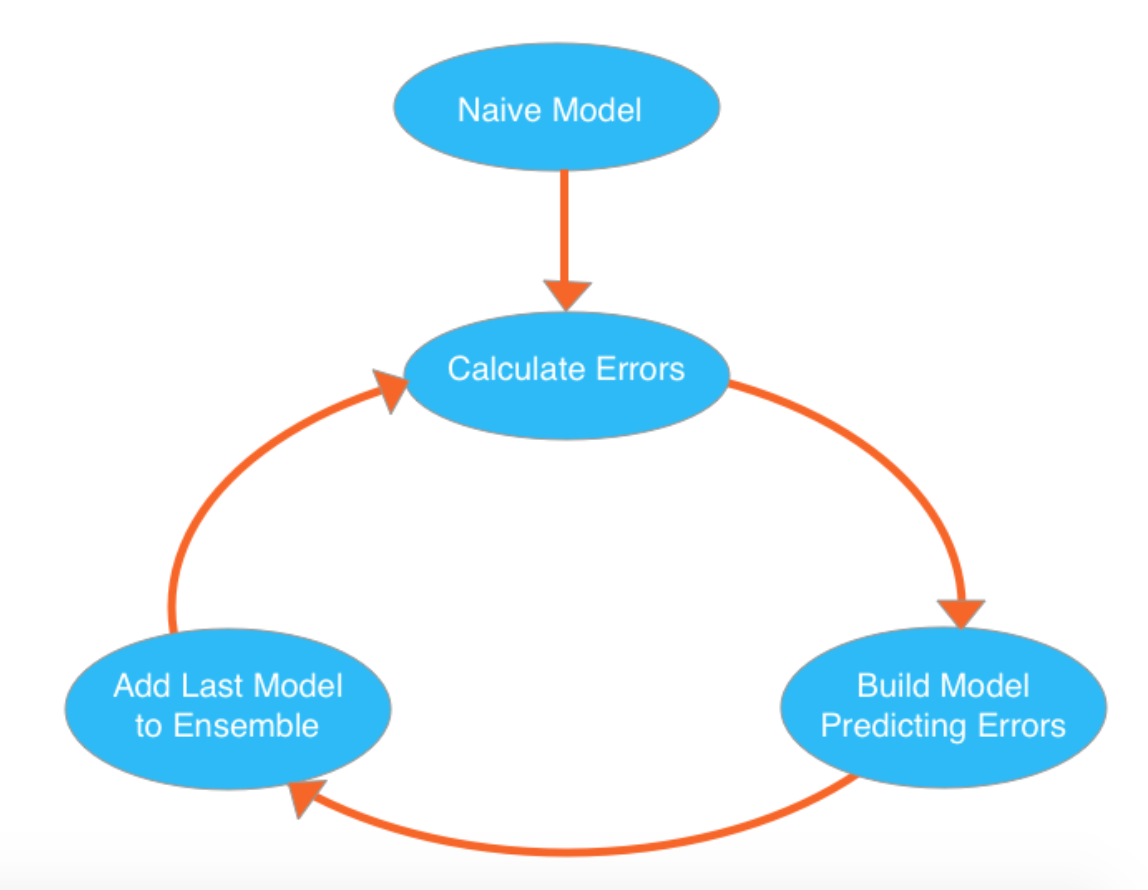 Naive Model
Calculate Errors
Add Last Model
to Ensemble
Build Model
Predicting Errors